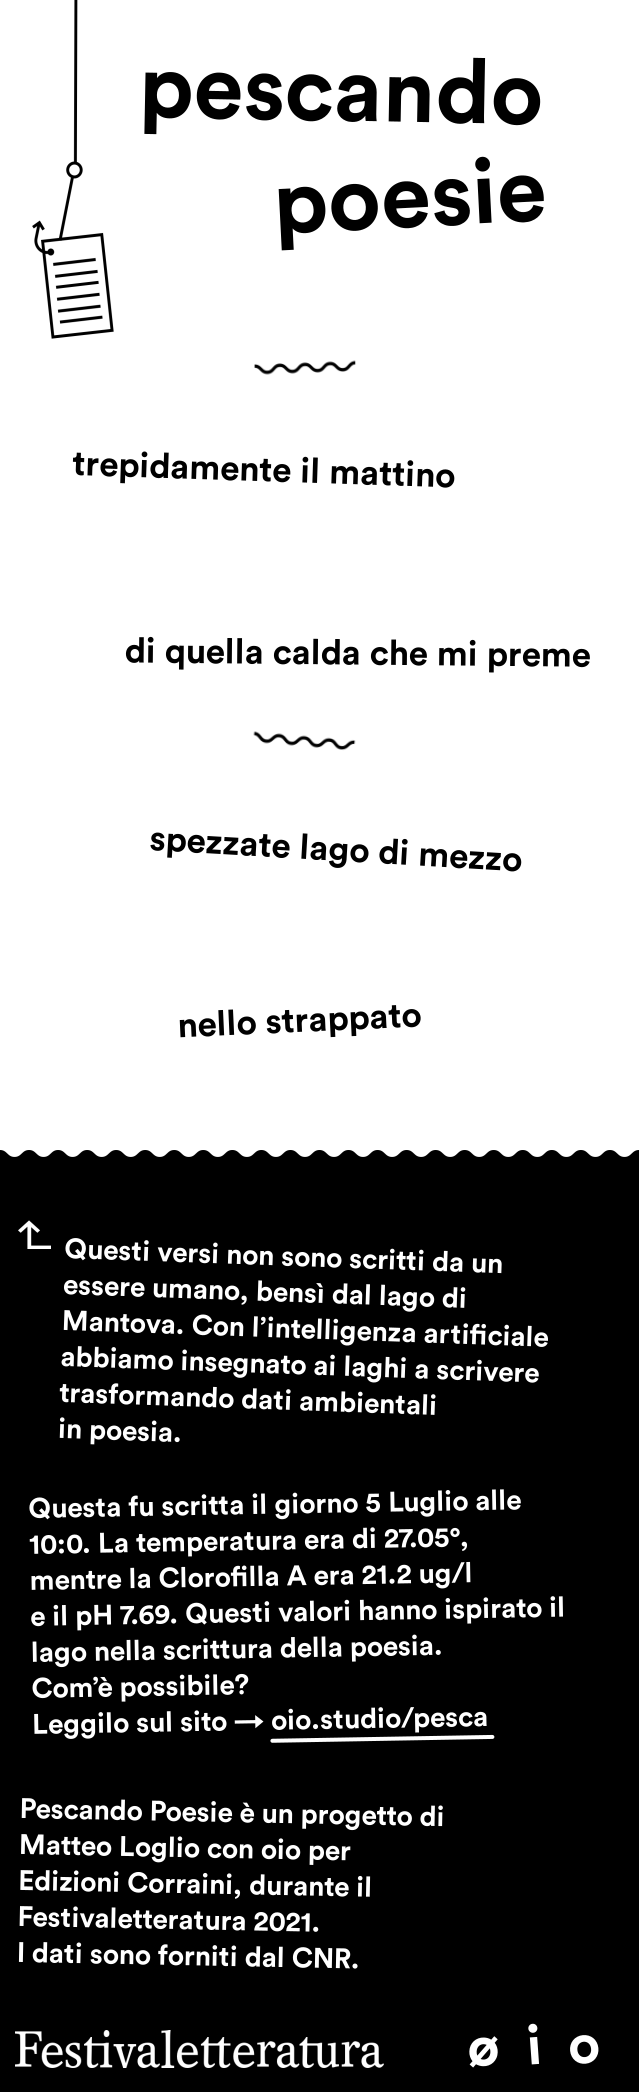 pescando
poesie
trepidamente il mattino
di quella calda che mi preme
spezzate lago di mezzo
nello strappato
Questi versi non sono scritti da un
essere umano, bensì dal lago di
Mantova. Con l’intelligenza artificiale
abbiamo insegnato ai laghi a scrivere
trasformando dati ambientali
in poesia.
Questa fu scritta il giorno 5 Luglio alle
10:0. La temperatura era di 27.05°,
mentre la Clorofilla A era 21.2 ug/l
e il pH 7.69. Questi valori hanno ispirato il
lago nella scrittura della poesia.
Com’è possibile?
Leggilo sul sito → oio.studio/pesca
Pescando Poesie è un progetto di
Matteo Loglio con oio per
Edizioni Corraini, durante il
Festivaletteratura 2021.
I dati sono forniti dal CNR.
Festivaletteratura øio